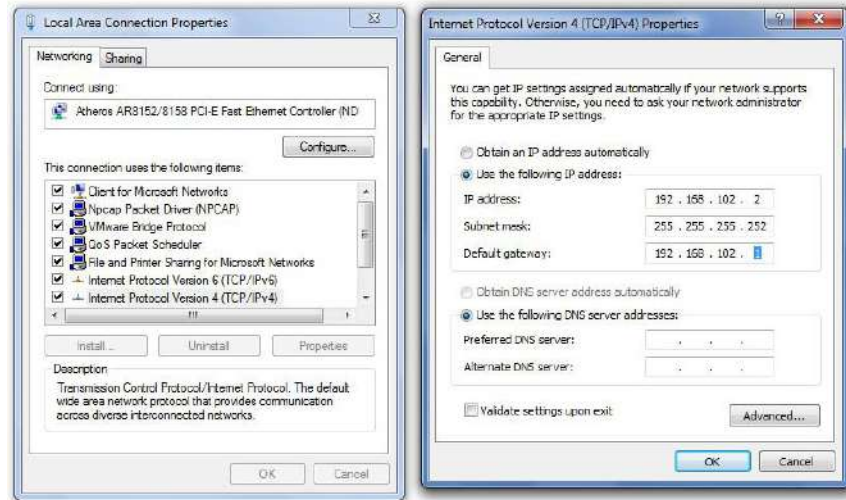 Local Area Connection Properties
Networking
Sharing
Connect using:
Atheros AR8152/8158 PCI-E Fast Ethernet Controller (ND
Configure...
This connection uses the following items:
Client for Microsoft Networks
Npcap Packet Driver (NPCAP)
VMware Bridge Protocol
QoS Packet Scheduler
File and Printer Sharing for Microsoft Networks
Internet Protocol Version 6 (TCP/IPv6)
Internet Protocol Version 4 (TCP/IPv4)
Install...
Uninstall
Properties
Description
Transmission Control Protocol/Internet Protocol. The default
wide area network protocol that provides communication
across diverse interconnected networks.
OK
Cancel
Internet Protocol Version 4 (TCP/IPv4) Properties
General
You can get IP settings assigned automatically if your network supports
this capability. Otherwise, you need to ask your network administrator
for the appropriate IP settings.
Obtain an IP address automatically
Use the following IP address:
IP address: 192 . 168 . 102 . 2
Subnet mask: 255 . 255 . 255 . 252
Default gateway: 192 . 168 . 102 . 1
Obtain DNS server address automatically
Use the following DNS server addresses:
Preferred DNS server: . . .
Alternate DNS server: . . .
Validate settings upon exit
Advanced...
OK
Cancel